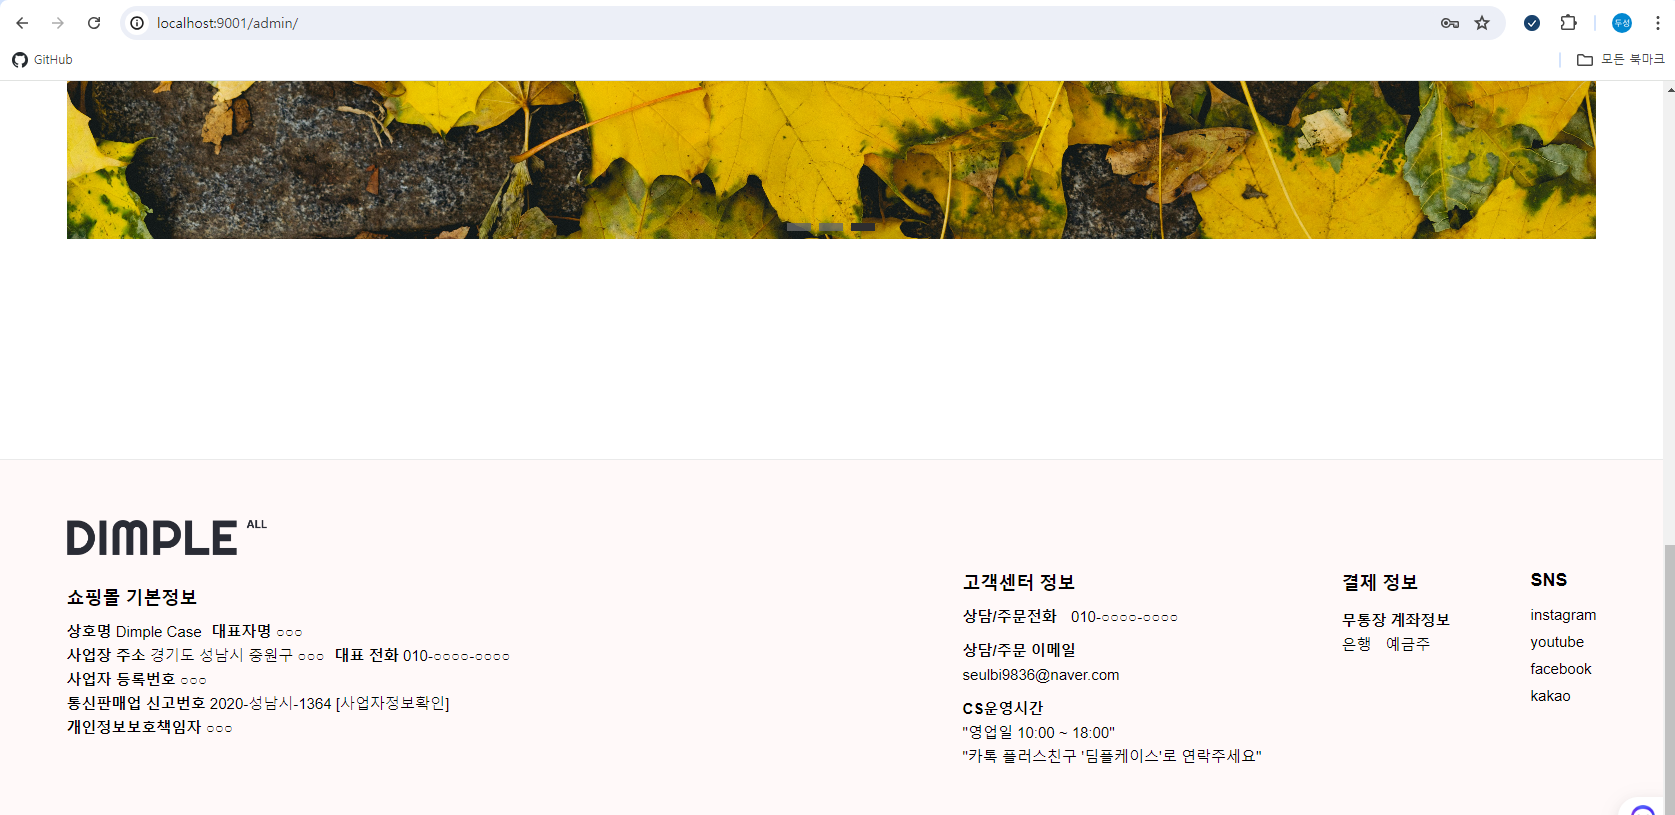 localhost:9001/admin/
두성
GitHub
모든 북마크
DIMPLE ALL
쇼핑몰 기본정보
상호명 Dimple Case 대표자명 ○○○
사업장 주소 경기도 성남시 중원구 ○○○ 대표 전화 010-○○○○-○○○○
사업자 등록번호 ○○○
통신판매업 신고번호 2020-성남시-1364 [사업자정보확인]
개인정보보호책임자 ○○○
고객센터 정보
상담/주문전화 010-○○○○-○○○○
상담/주문 이메일
seulbi9836@naver.com
CS운영시간
"영업일 10:00 ~ 18:00"
"카톡 플러스친구 '딤플케이스'로 연락주세요"
결제 정보
무통장 계좌정보
은행 예금주
SNS
instagram
youtube
facebook
kakao